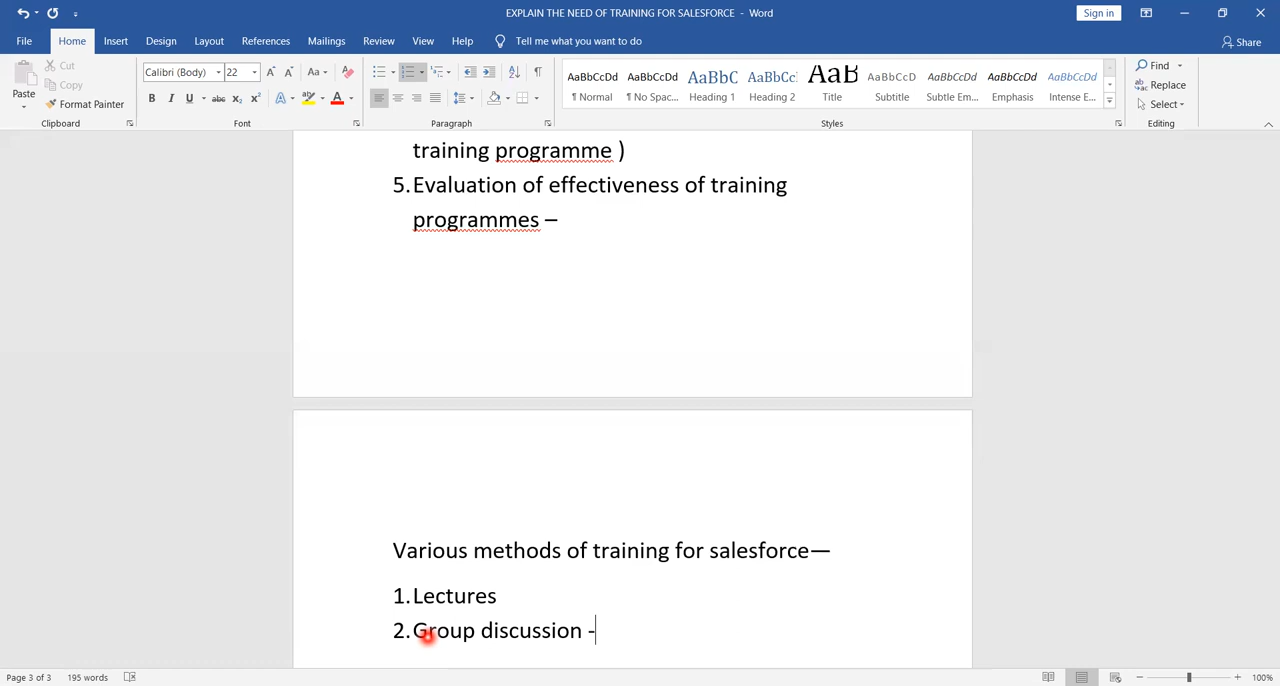 EXPLAIN THE NEED OF TRAINING FOR SALESFORCE - Word
Sign in
File Home Insert Design Layout References Mailings Review View Help Tell me what you want to do
Share
Paste
Cut
Copy
Format Painter
Clipboard
Calibri (Body) 22
Font
Paragraph
AaBbCcDd AaBbCcDd AaBbC AaBbCc AaB AaBbCcD AaBbCcDd AaBbCcDd AaBbCcDd
¶ Normal ¶ No Spac... Heading 1 Heading 2 Title Subtitle Subtle Em... Emphasis Intense E...
Styles
Find
Replace
Select
Editing
training programme )
5. Evaluation of effectiveness of training
programmes –
Various methods of training for salesforce—
1. Lectures
2. Group discussion -
Page 3 of 3 195 words
100%